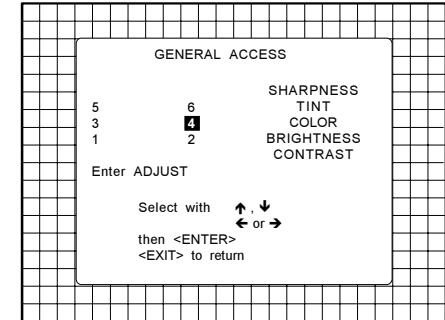 GENERAL ACCESS
SHARPNESS
5 6 TINT
3 4 COLOR
1 2 BRIGHTNESS
CONTRAST
Enter ADJUST
Select with ↑ , ↓
← or →
then <ENTER>
<EXIT> to return